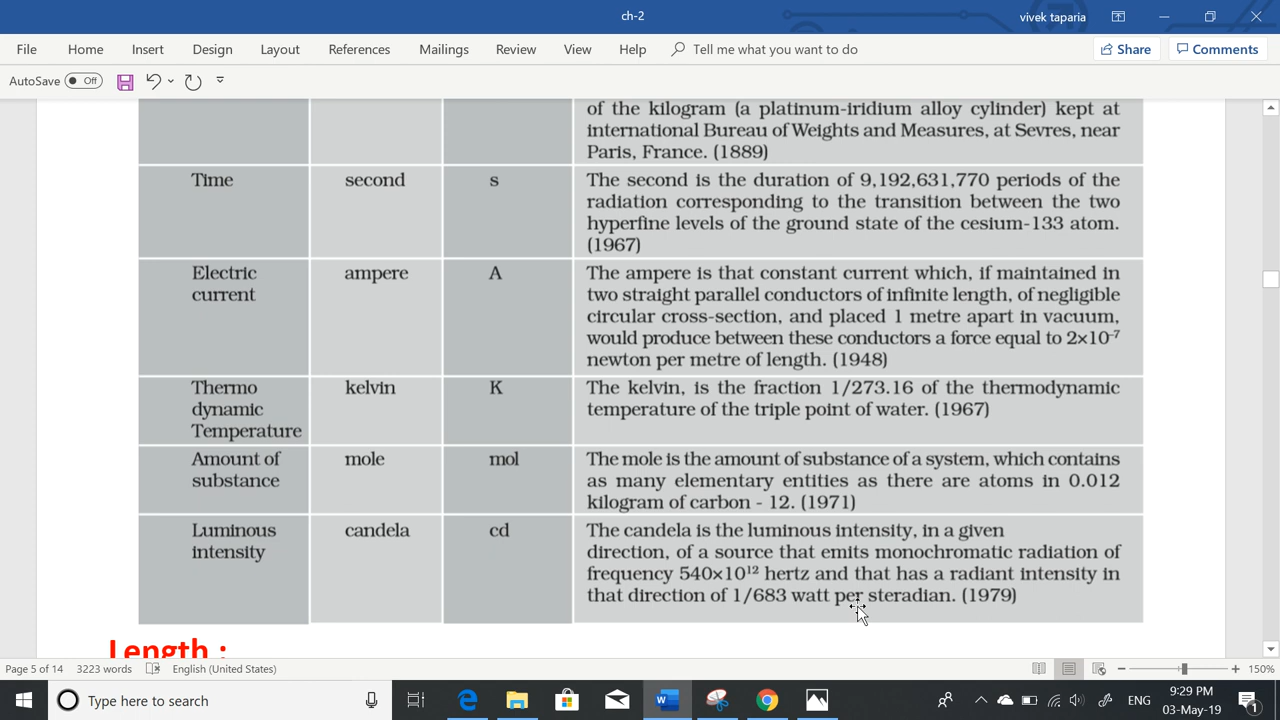 ch-2
vivek taparia
File Home Insert Design Layout References Mailings Review View Help Tell me what you want to do Share Comments
AutoSave Off
of the kilogram (a platinum-iridium alloy cylinder) kept at
international Bureau of Weights and Measures, at Sevres, near
Paris, France. (1889)
Time second s The second is the duration of 9,192,631,770 periods of the
radiation corresponding to the transition between the two
hyperfine levels of the ground state of the cesium-133 atom.
(1967)
Electric ampere A The ampere is that constant current which, if maintained in
current two straight parallel conductors of infinite length, of negligible
circular cross-section, and placed 1 metre apart in vacuum,
would produce between these conductors a force equal to 2×10⁻⁷
newton per metre of length. (1948)
Thermo kelvin K The kelvin, is the fraction 1/273.16 of the thermodynamic
dynamic temperature of the triple point of water. (1967)
Temperature
Amount of mole mol The mole is the amount of substance of a system, which contains
substance as many elementary entities as there are atoms in 0.012
kilogram of carbon - 12. (1971)
Luminous candela cd The candela is the luminous intensity, in a given
intensity direction, of a source that emits monochromatic radiation of
frequency 540×10¹² hertz and that has a radiant intensity in
that direction of 1/683 watt per steradian. (1979)
Length :
Page 5 of 14 3223 words English (United States) 150%
Type here to search ENG 9:29 PM
03-May-19 1